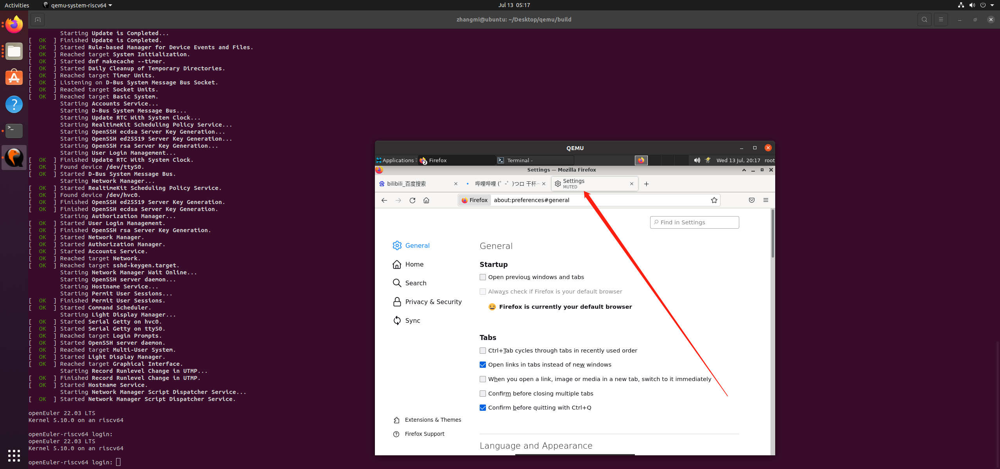 Activities
qemu-system-riscv64
Jul 13 05:17
zhangmi@ubuntu: ~/Desktop/qemu/build
Starting Update is Completed...
[ OK ] Finished Update is Completed.
[ OK ] Started Rule-based Manager for Device Events and Files.
[ OK ] Reached target System Initialization.
[ OK ] Started dnf makecache --timer.
[ OK ] Started Daily Cleanup of Temporary Directories.
[ OK ] Reached target Timer Units.
[ OK ] Listening on D-Bus System Message Bus Socket.
[ OK ] Reached target Socket Units.
[ OK ] Reached target Basic System.
Starting Accounts Service...
Starting D-Bus System Message Bus...
Starting Update RTC With System Clock...
Starting RealtimeKit Scheduling Policy Service...
Starting OpenSSH ecdsa Server Key Generation...
Starting OpenSSH ed25519 Server Key Generation...
Starting OpenSSH rsa Server Key Generation...
Starting User Login Management...
[ OK ] Finished Update RTC With System Clock.
[ OK ] Found device /dev/ttyS0.
[ OK ] Started D-Bus System Message Bus.
Starting Network Manager...
[ OK ] Started RealtimeKit Scheduling Policy Service.
[ OK ] Found device /dev/hvc0.
[ OK ] Finished OpenSSH ed25519 Server Key Generation.
[ OK ] Finished OpenSSH ecdsa Server Key Generation.
Starting Authorization Manager...
[ OK ] Started User Login Management.
[ OK ] Finished OpenSSH rsa Server Key Generation.
[ OK ] Started Network Manager.
[ OK ] Started Authorization Manager.
[ OK ] Started Accounts Service.
[ OK ] Reached target Network.
[ OK ] Reached target sshd-keygen.target.
Starting Network Manager Wait Online...
Starting OpenSSH server daemon...
Starting Hostname Service...
Starting Permit User Sessions...
[ OK ] Finished Permit User Sessions.
[ OK ] Started Command Scheduler.
Starting Light Display Manager...
[ OK ] Started Serial Getty on hvc0.
[ OK ] Started Serial Getty on ttyS0.
[ OK ] Reached target Login Prompts.
[ OK ] Started OpenSSH server daemon.
[ OK ] Reached target Multi-User System.
[ OK ] Started Light Display Manager.
[ OK ] Reached target Graphical Interface.
Starting Record Runlevel Change in UTMP...
[ OK ] Finished Record Runlevel Change in UTMP.
[ OK ] Started Hostname Service.
Starting Network Manager Script Dispatcher Service...
[ OK ] Started Network Manager Script Dispatcher Service.
openEuler 22.03 LTS
Kernel 5.10.0 on an riscv64
openEuler-riscv64 login:
openEuler 22.03 LTS
Kernel 5.10.0 on an riscv64
openEuler-riscv64 login:
QEMU
Applications
2
Firefox
Terminal -
Wed 13 Jul, 20:17
root
Settings — Mozilla Firefox
bilibili_百度搜索
哔哩哔哩 (゜-゜)つロ 干杯~
Settings
MUTED
Firefox
about:preferences#general
Find in Settings
General
Home
Search
Privacy & Security
Sync
Extensions & Themes
Firefox Support
General
Startup
Open previous windows and tabs
Always check if Firefox is your default browser
Firefox is currently your default browser
Tabs
Ctrl+Tab cycles through tabs in recently used order
Open links in tabs instead of new windows
When you open a link, image or media in a new tab, switch to it immediately
Confirm before closing multiple tabs
Confirm before quitting with Ctrl+Q
Language and Appearance